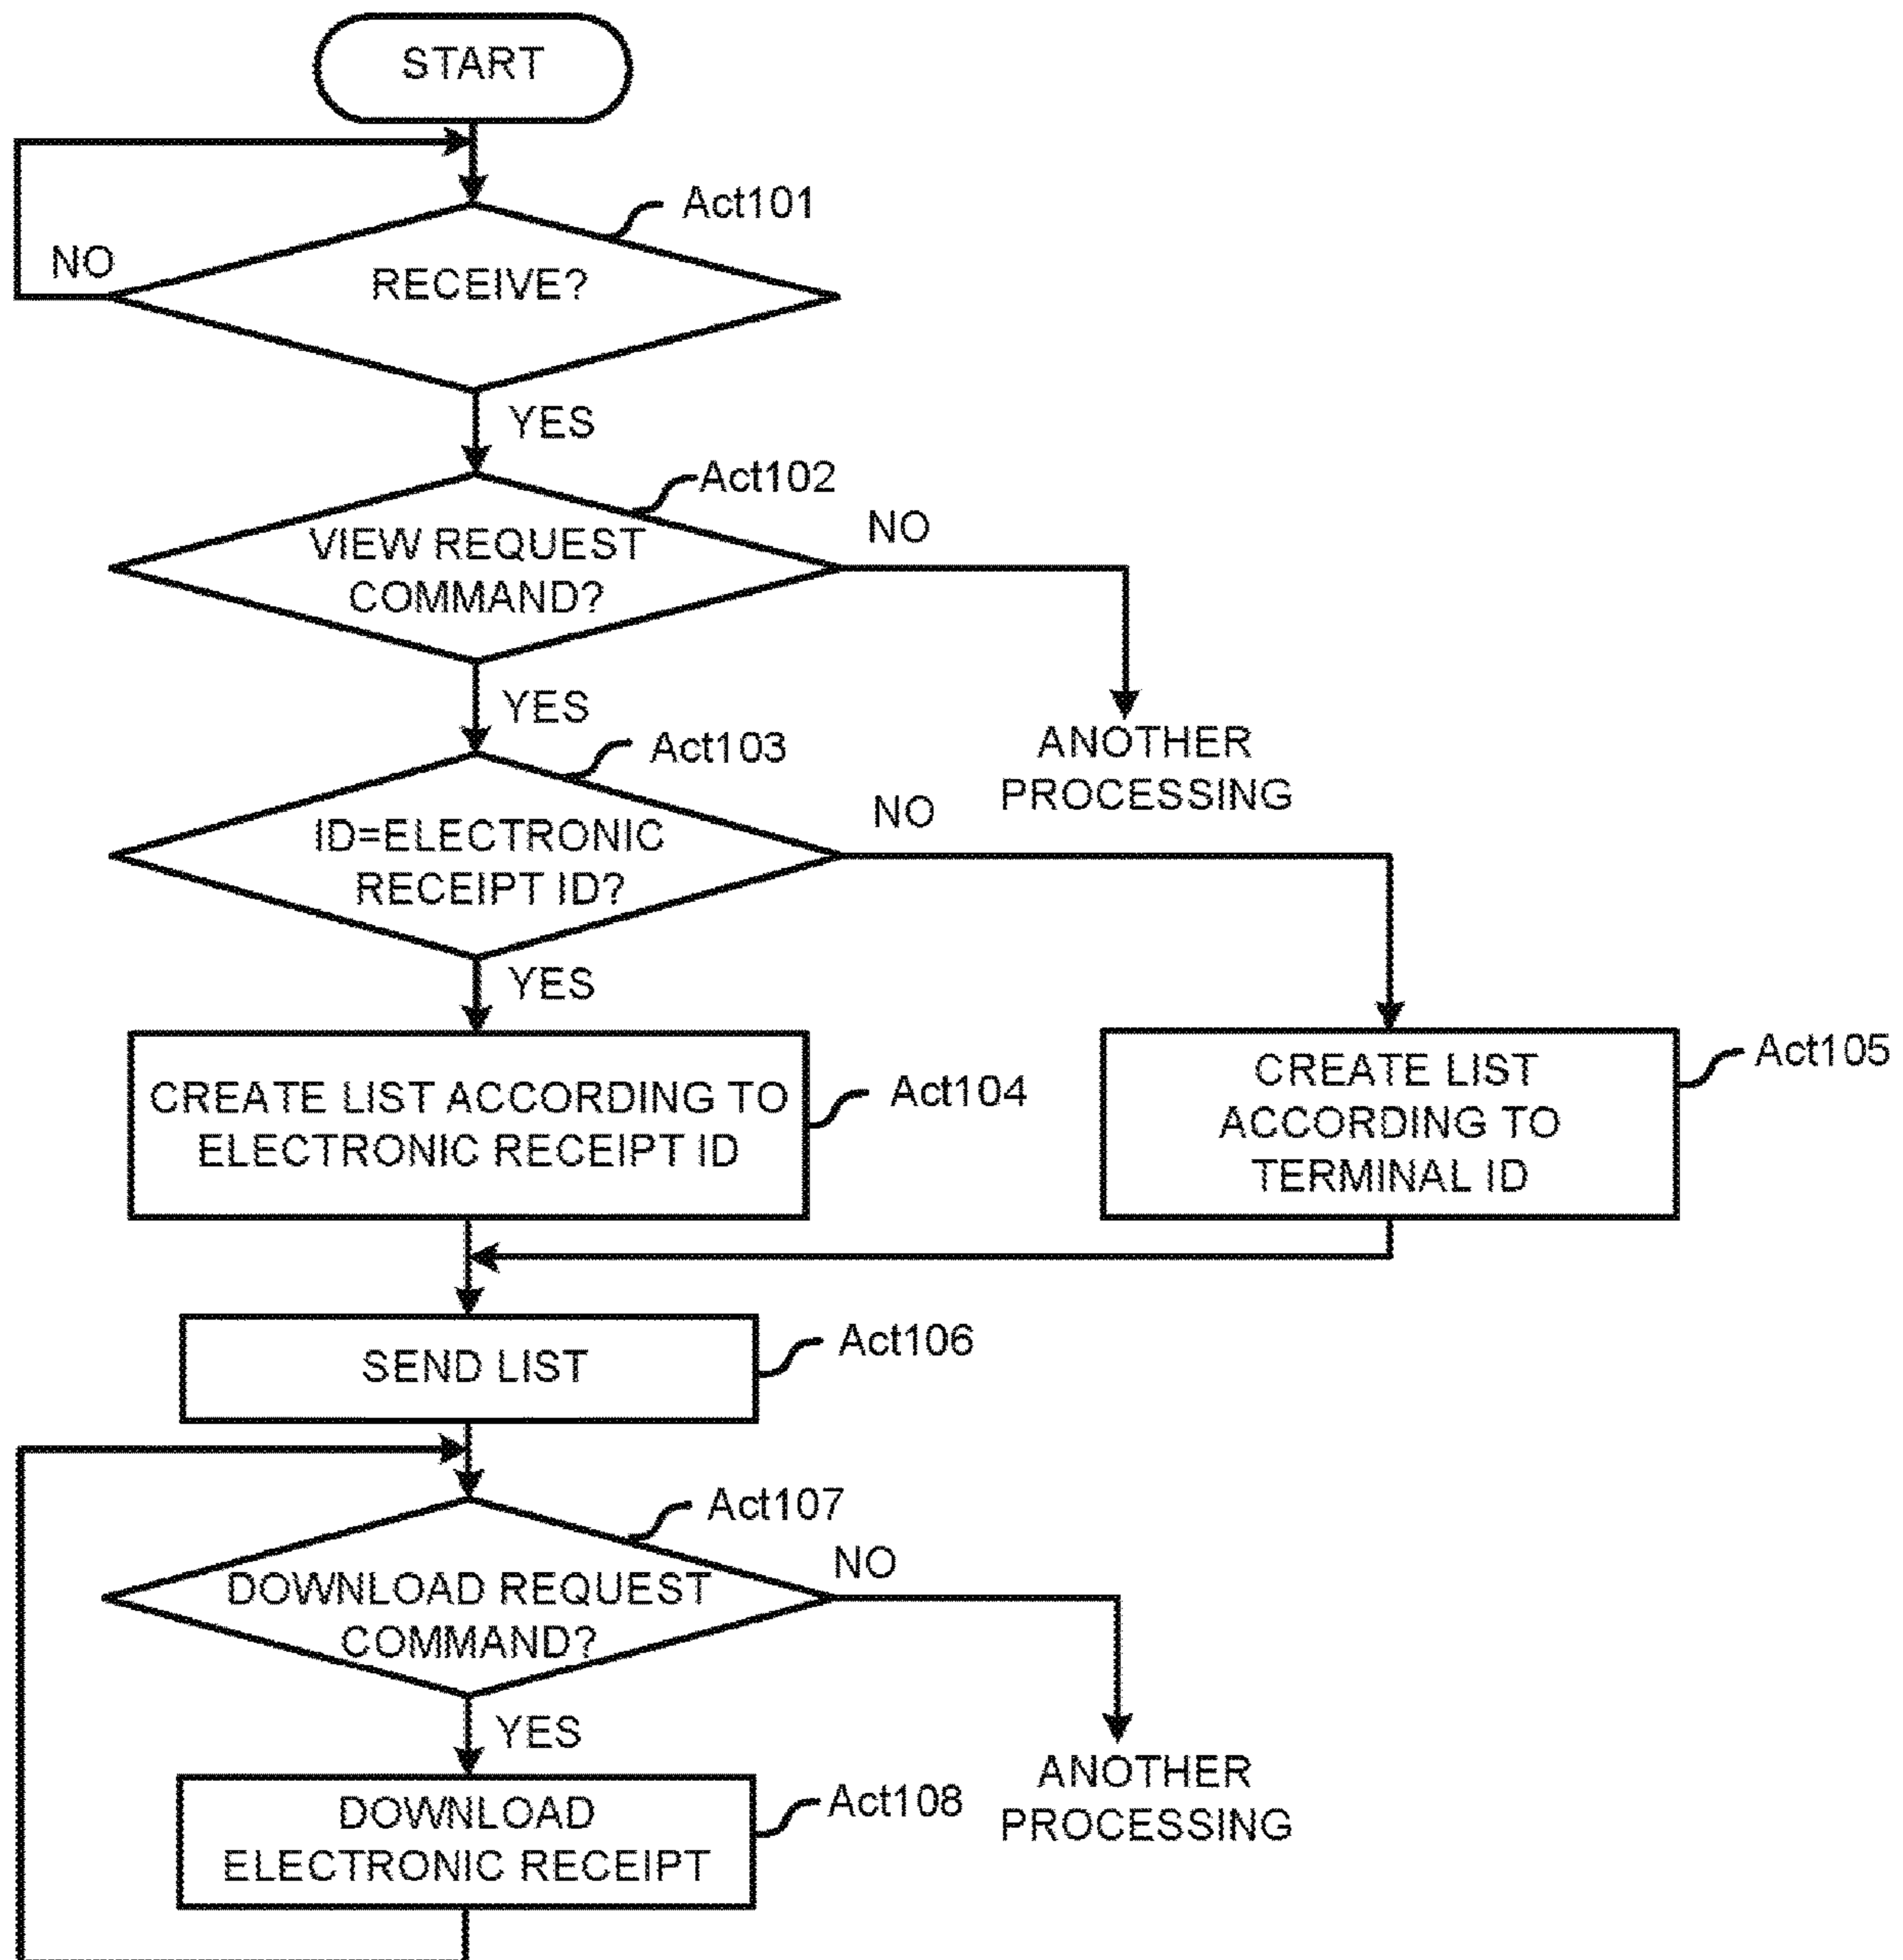 START
Act101
NO
RECEIVE?
YES
Act102
NO
VIEW REQUEST
COMMAND?
YES
ANOTHER
PROCESSING
Act103
NO
ID=ELECTRONIC
RECEIPT ID?
YES
CREATE LIST ACCORDING TO
ELECTRONIC RECEIPT ID
Act104
CREATE LIST
ACCORDING TO
TERMINAL ID
Act105
SEND LIST
Act106
Act107
NO
DOWNLOAD REQUEST
COMMAND?
YES
ANOTHER
PROCESSING
DOWNLOAD
ELECTRONIC RECEIPT
Act108